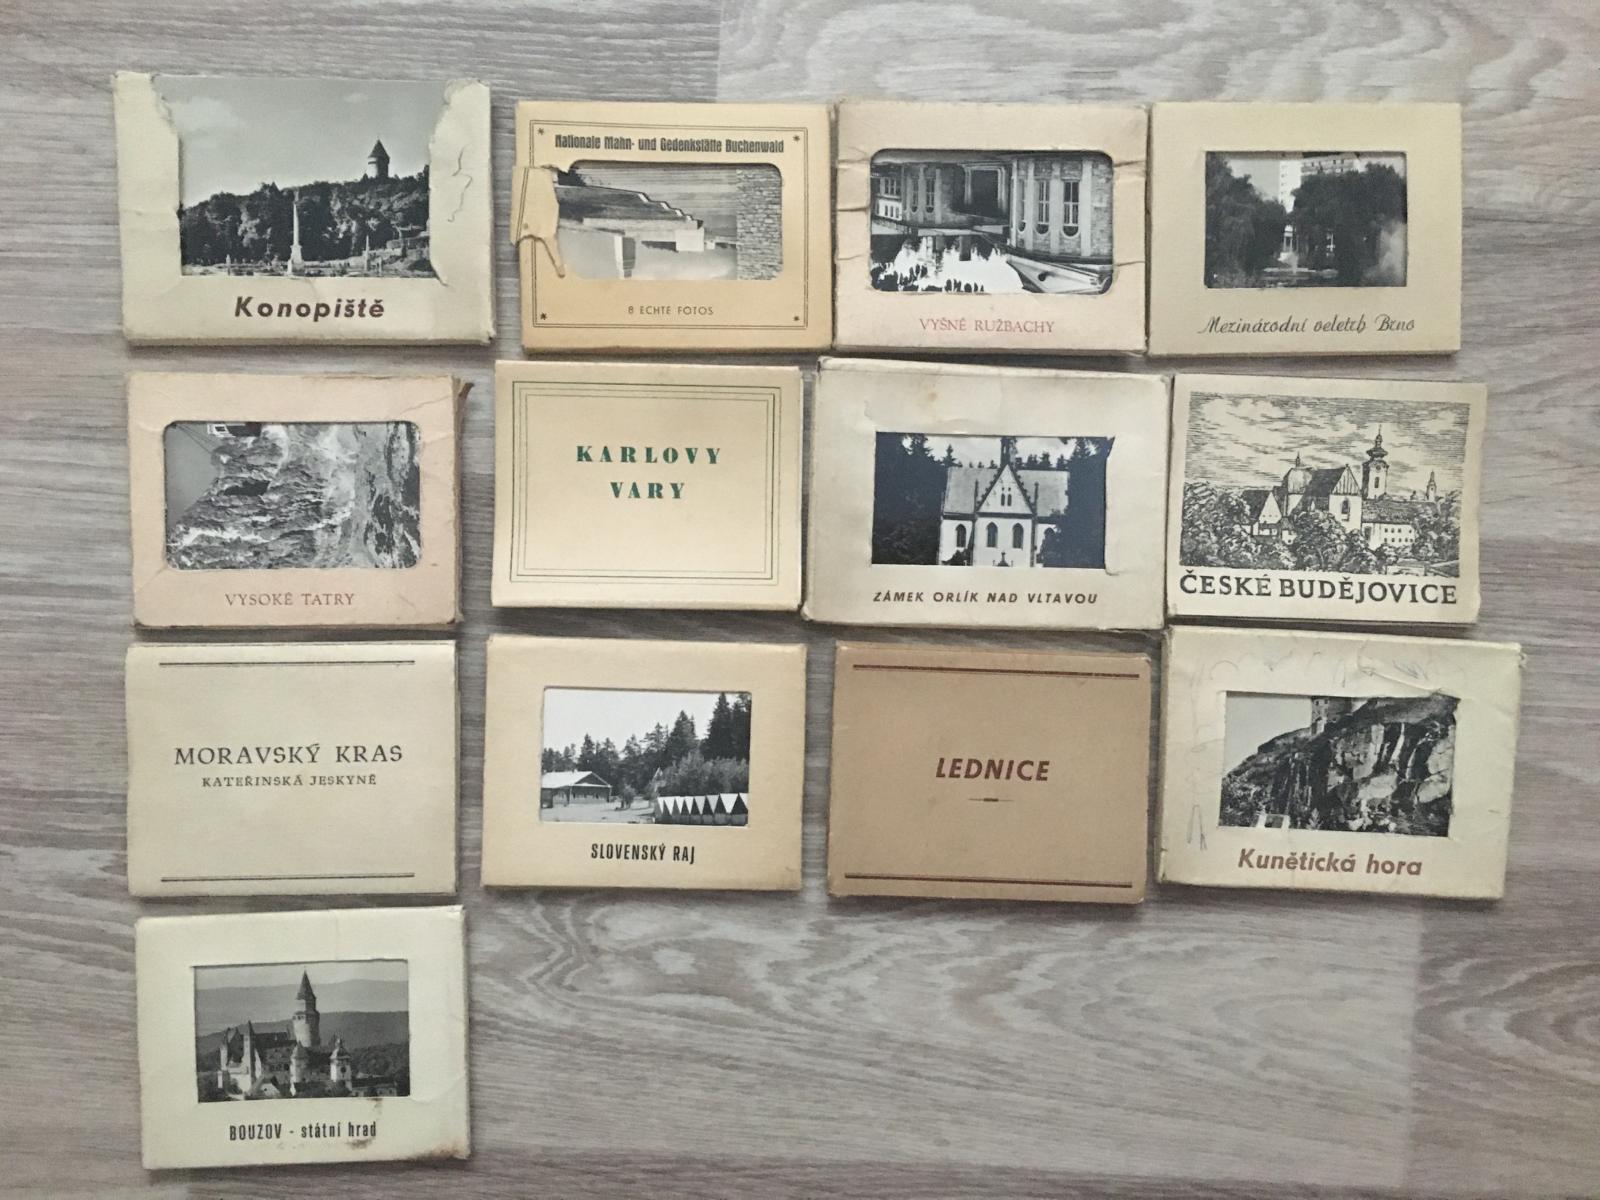 Konopiště
Nationale Mahn- und Gedenkstätte Buchenwald
8 ECHTE FOTOS
VYŠNÉ RUŽBACHY
Mezinárodní veletrh Brno
VYSOKÉ TATRY
KARLOVY
VARY
ZÁMEK ORLÍK NAD VLTAVOU
ČESKÉ BUDĚJOVICE
MORAVSKÝ KRAS
KATEŘINSKÁ JESKYNĚ
SLOVENSKÝ RAJ
LEDNICE
Kunětická hora
BOUZOV - státní hrad